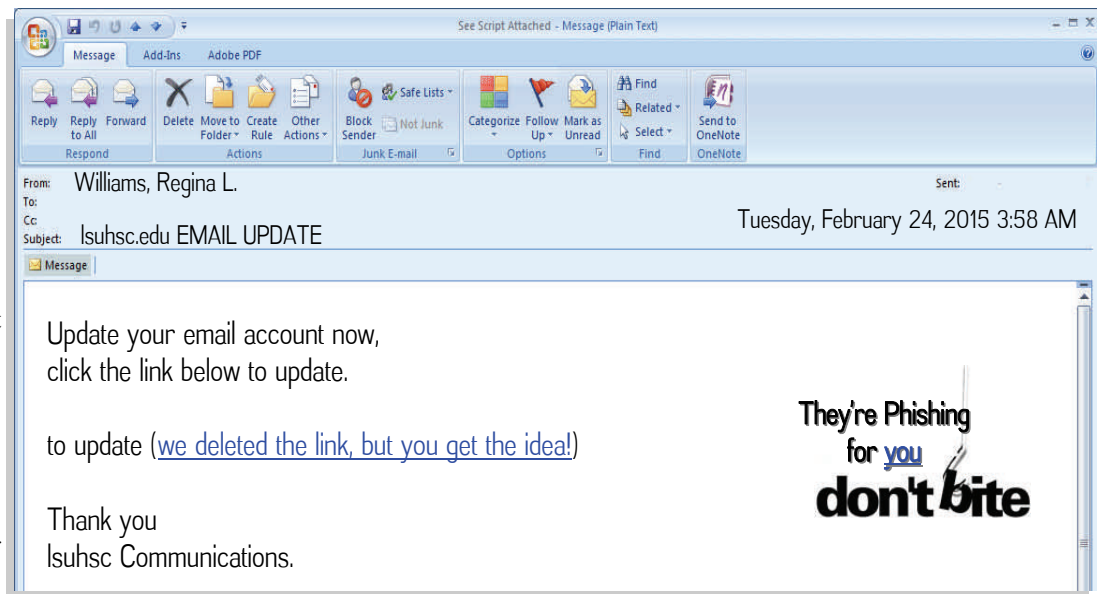 See Script Attached - Message (Plain Text)
Message Add-Ins Adobe PDF
Reply Reply to All Forward Delete Move to Folder Create Rule Other Actions Block Sender Safe Lists Not Junk Categorize Follow Up Mark as Unread Find Related Select Send to OneNote
Respond Actions Junk E-mail Options Find OneNote
From: Williams, Regina L. Sent:
To:
Cc: Tuesday, February 24, 2015 3:58 AM
Subject: lsuhsc.edu EMAIL UPDATE
Message
Update your email account now,
click the link below to update.
to update (we deleted the link, but you get the idea!)
They're Phishing
for you
don't bite
Thank you
lsuhsc Communications.